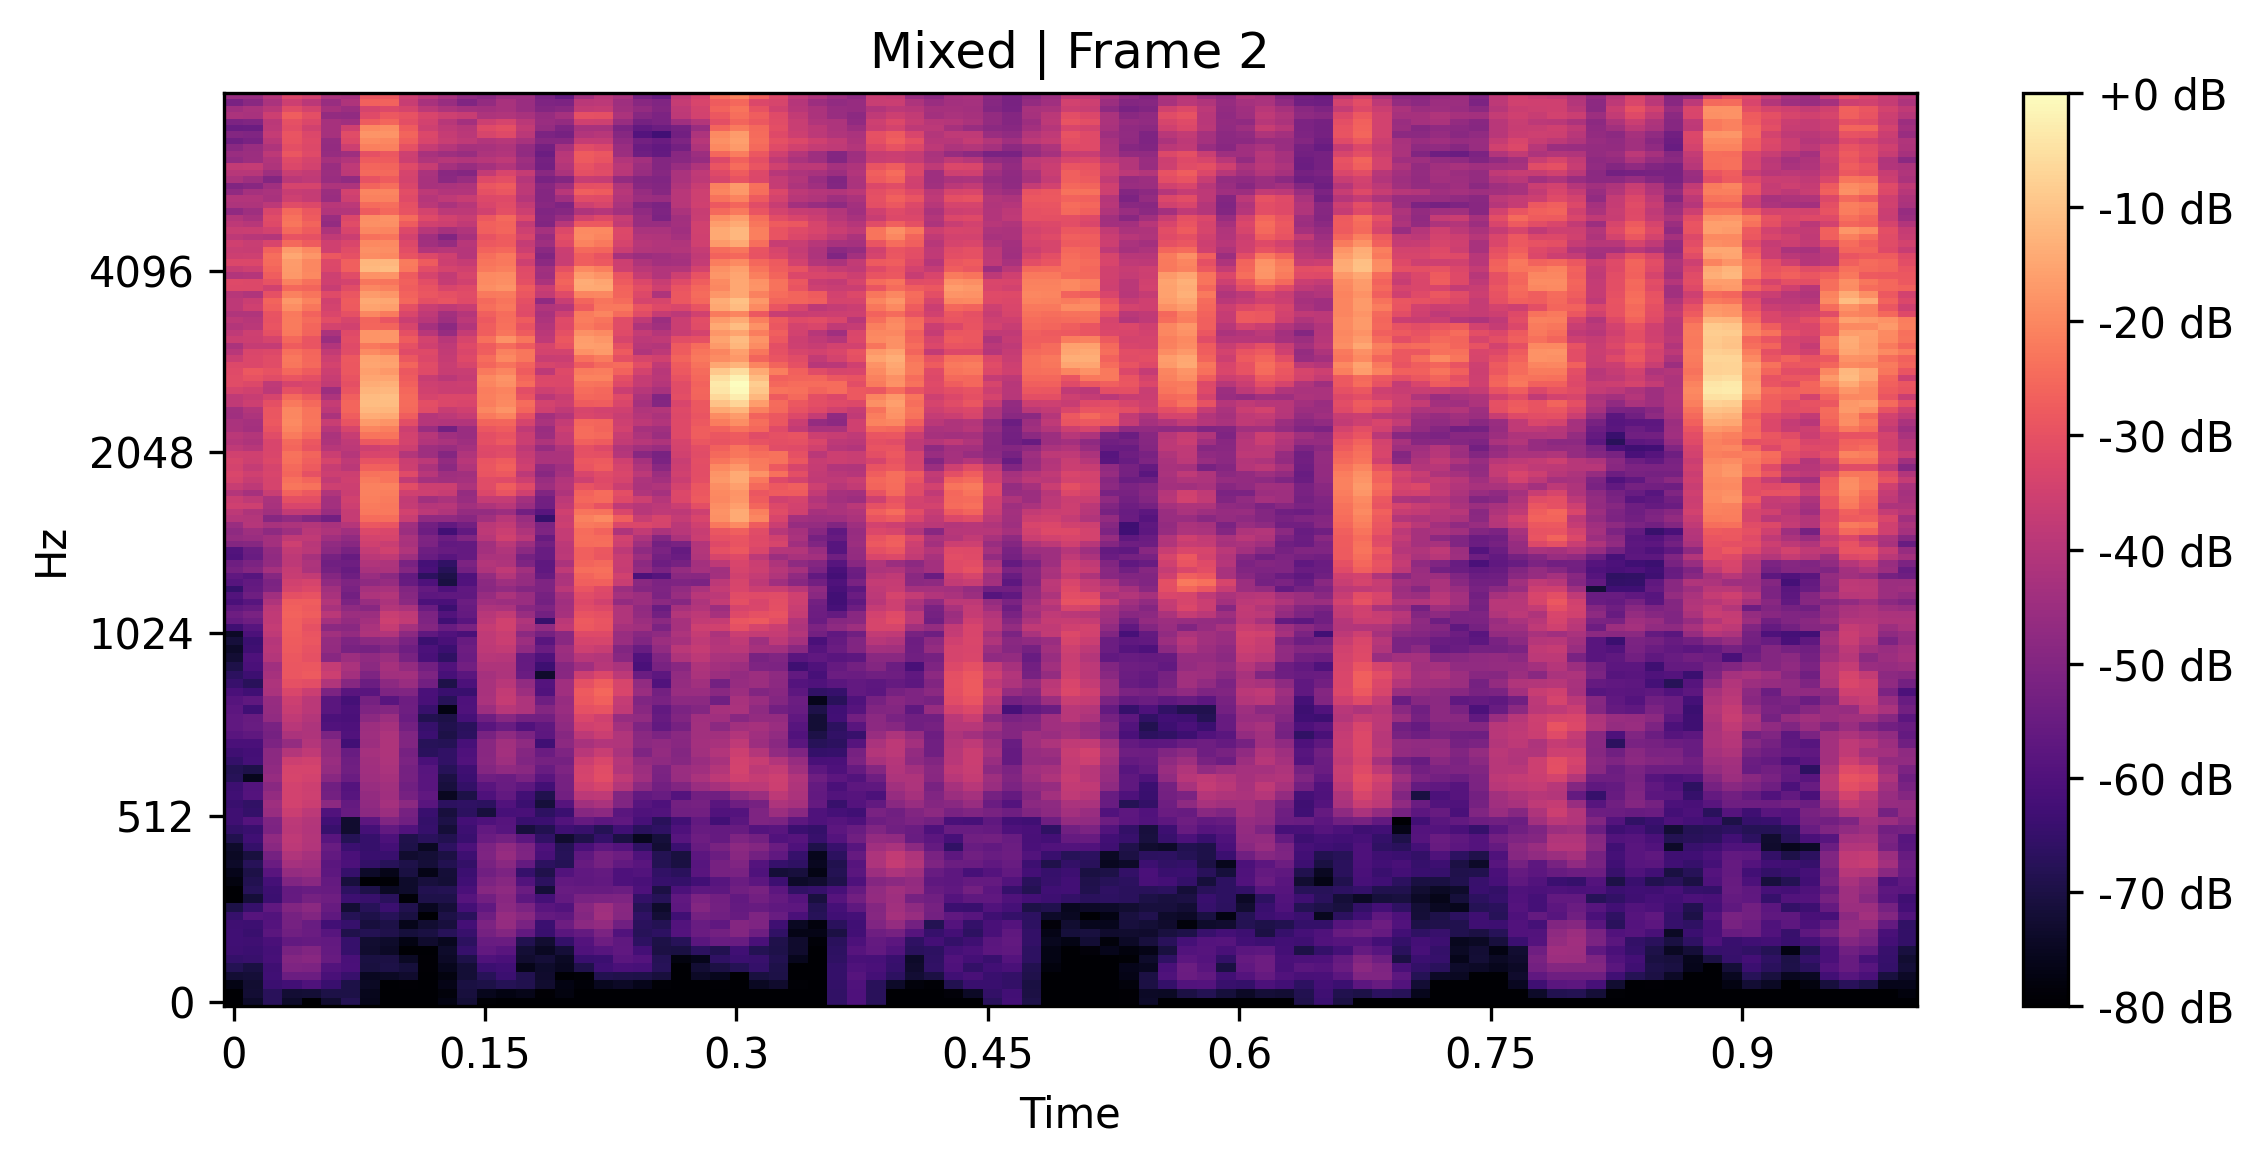 Mixed | Frame 2
+0 dB
-10 dB
-20 dB
-30 dB
-40 dB
-50 dB
-60 dB
-70 dB
-80 dB
Hz
4096
2048
1024
512
0
0 0.15 0.3 0.45 0.6 0.75 0.9
Time